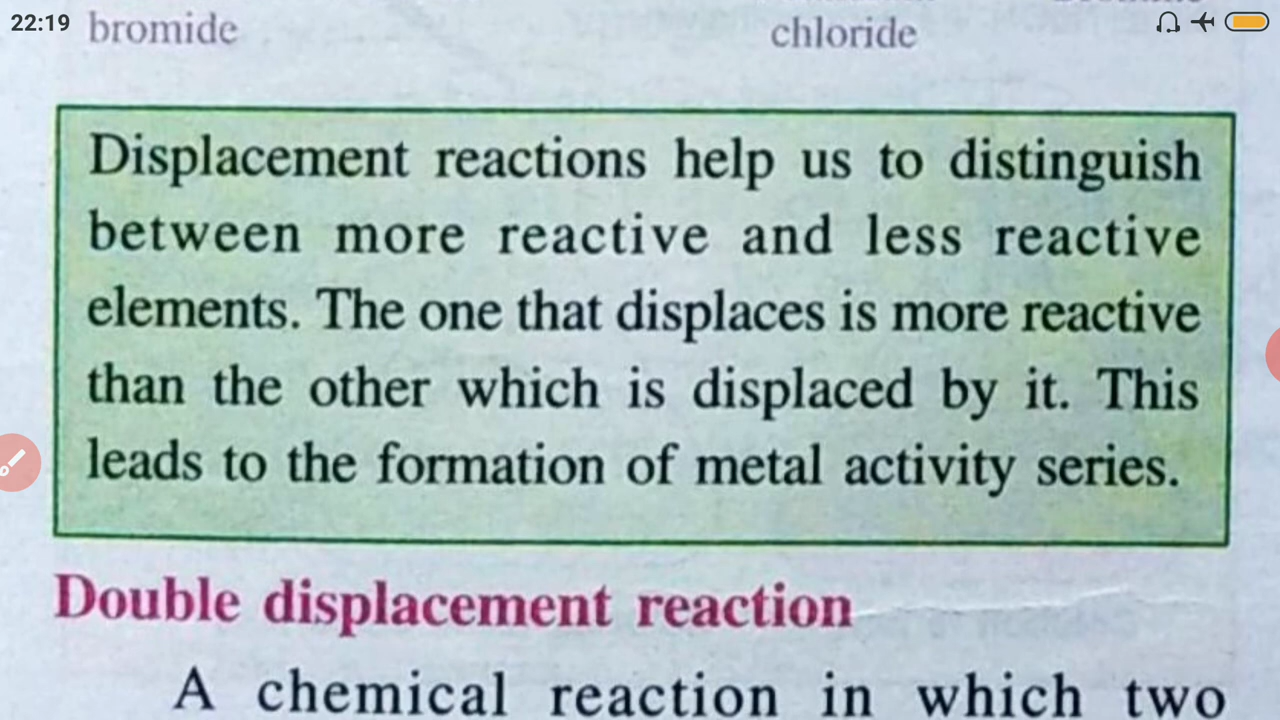 22:19
bromide
chloride
Displacement reactions help us to distinguish
between more reactive and less reactive
elements. The one that displaces is more reactive
than the other which is displaced by it. This
leads to the formation of metal activity series.
Double displacement reaction
A chemical reaction in which two